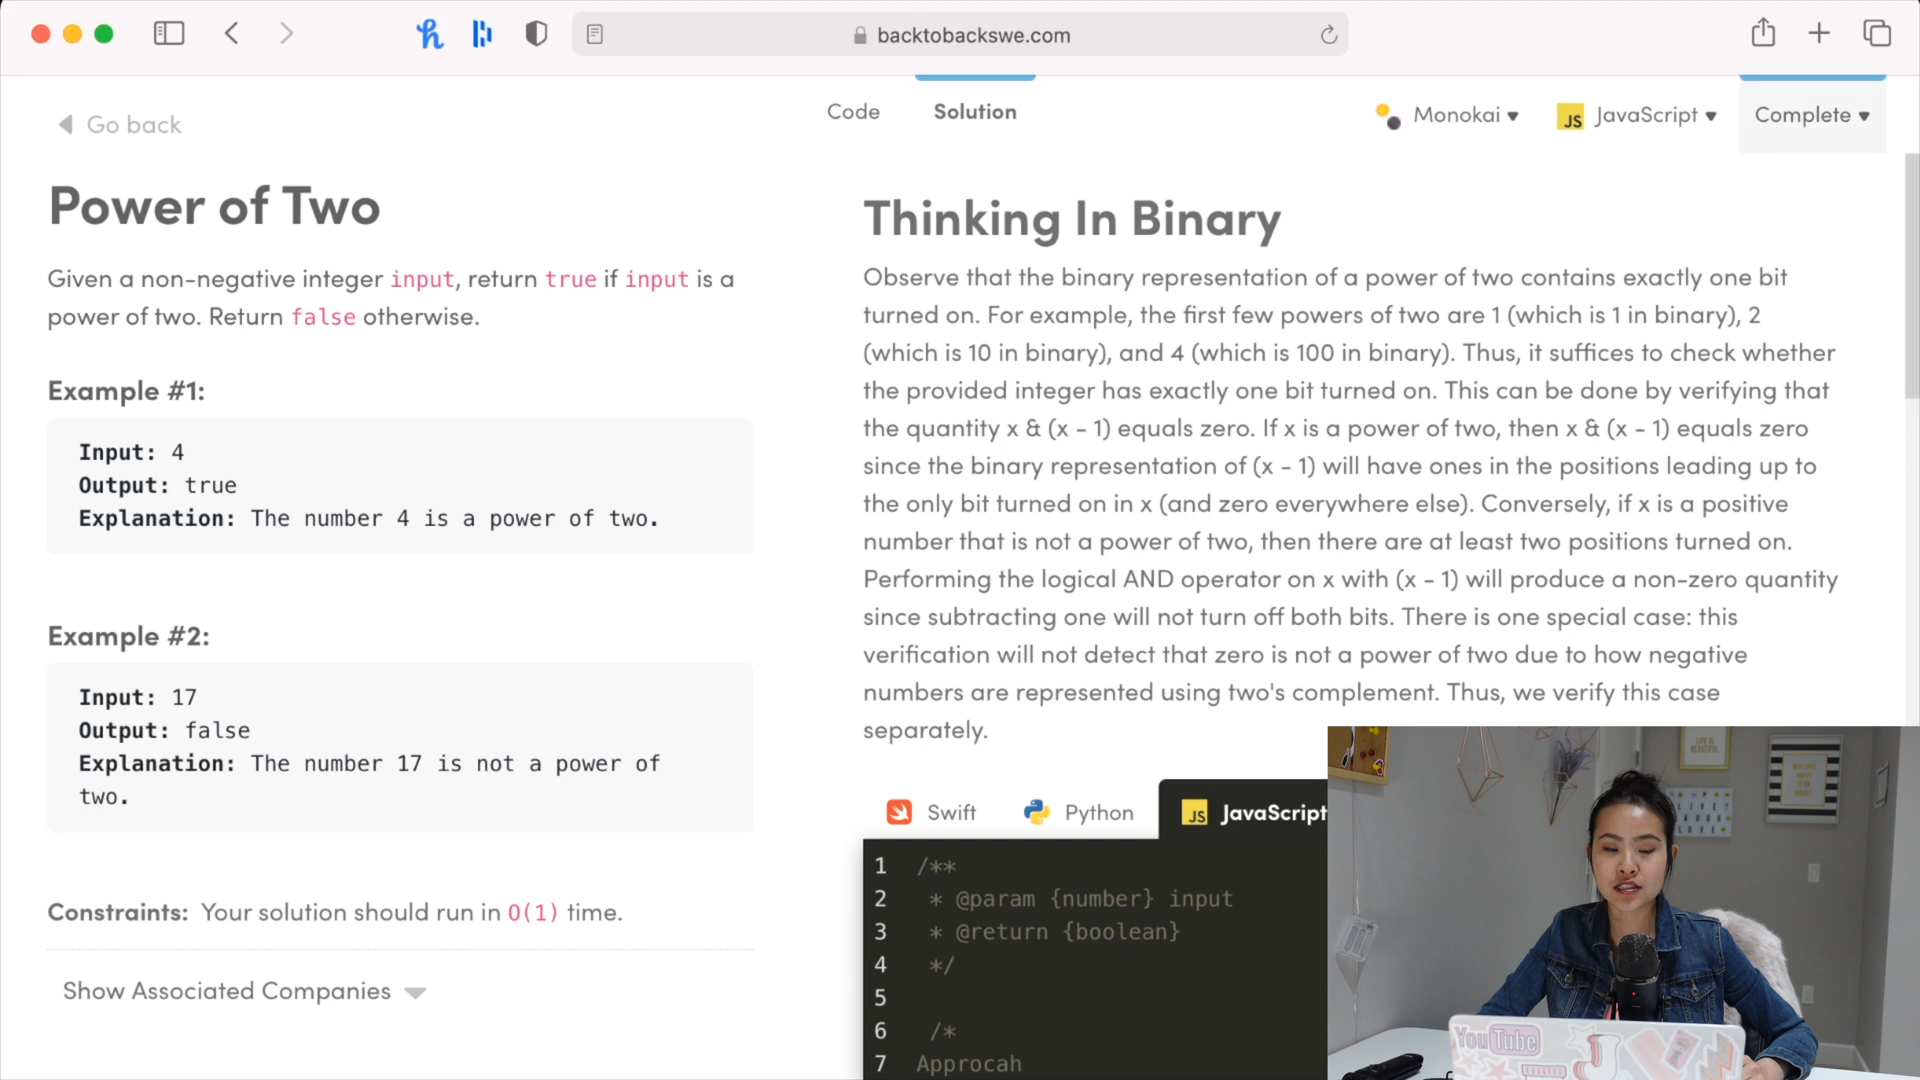 backtobackswe.com
Go back
Code
Solution
Monokai
JS JavaScript
Complete
Power of Two
Given a non-negative integer input, return true if input is a
power of two. Return false otherwise.
Example #1:
Input: 4
Output: true
Explanation: The number 4 is a power of two.
Example #2:
Input: 17
Output: false
Explanation: The number 17 is not a power of
two.
Constraints: Your solution should run in O(1) time.
Show Associated Companies
Thinking In Binary
Observe that the binary representation of a power of two contains exactly one bit
turned on. For example, the first few powers of two are 1 (which is 1 in binary), 2
(which is 10 in binary), and 4 (which is 100 in binary). Thus, it suffices to check whether
the provided integer has exactly one bit turned on. This can be done by verifying that
the quantity x & (x - 1) equals zero. If x is a power of two, then x & (x - 1) equals zero
since the binary representation of (x - 1) will have ones in the positions leading up to
the only bit turned on in x (and zero everywhere else). Conversely, if x is a positive
number that is not a power of two, then there are at least two positions turned on.
Performing the logical AND operator on x with (x - 1) will produce a non-zero quantity
since subtracting one will not turn off both bits. There is one special case: this
verification will not detect that zero is not a power of two due to how negative
numbers are represented using two's complement. Thus, we verify this case
separately.
Swift
Python
JS JavaScript
1 /**
2 * @param {number} input
3 * @return {boolean}
4 */
5
6 /*
7 Approcah
LIFE IS
BEAUTIFUL
YouTube